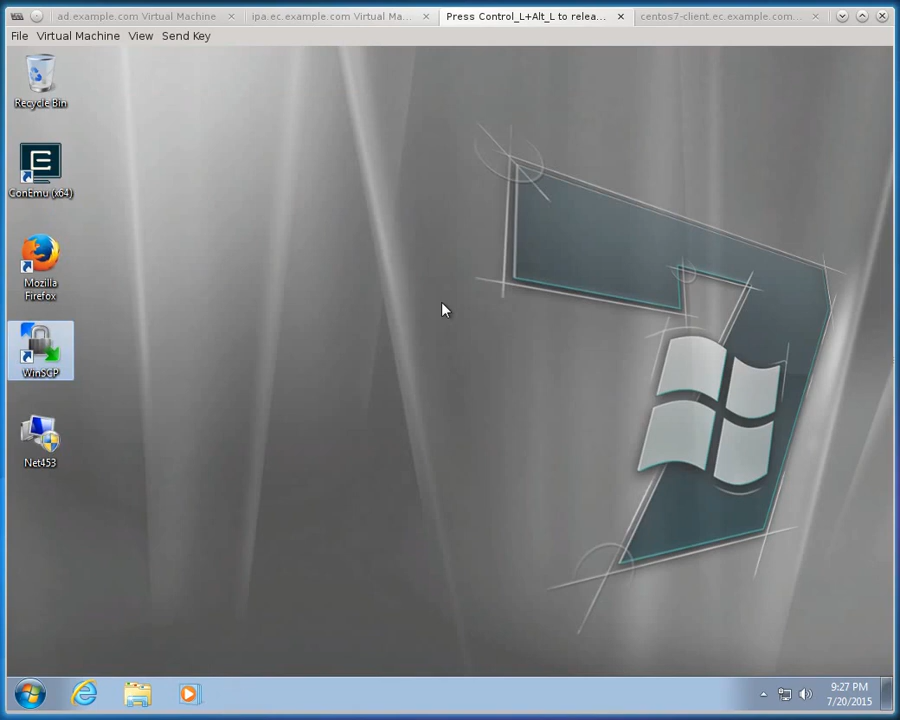 ad.example.com Virtual Machine
ipa.ec.example.com Virtual Ma...
Press Control_L+Alt_L to relea...
centos7-client.ec.example.com...
File Virtual Machine View Send Key
Recycle Bin
ConEmu (x64)
Mozilla
Firefox
WinSCP
Net453
9:27 PM
7/20/2015